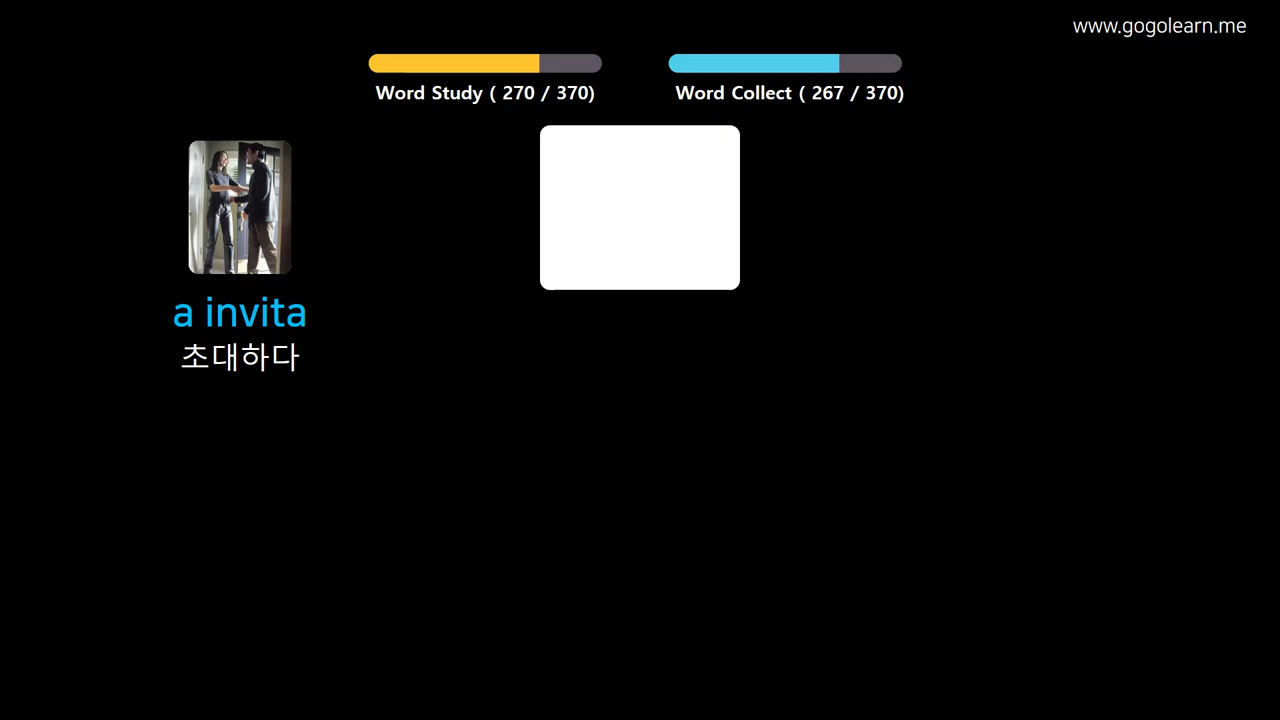 www.gogolearn.me
Word Study ( 270 / 370)
Word Collect ( 267 / 370)
a invita
초대하다